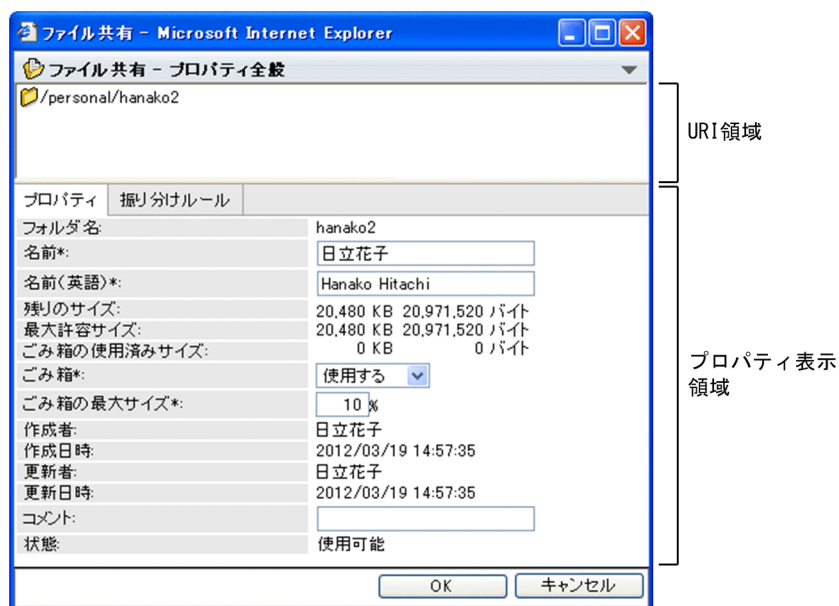 ファイル共有 - Microsoft Internet Explorer
ファイル共有 - プロパティ全般
/personal/hanako2
URI領域
プロパティ 振り分けルール
フォルダ名: hanako2
名前*: 日立花子
名前(英語)*: Hanako Hitachi
残りのサイズ: 20,480 KB 20,971,520 バイト
最大許容サイズ: 20,480 KB 20,971,520 バイト
ごみ箱の使用済みサイズ: 0 KB 0 バイト
ごみ箱*: 使用する
ごみ箱の最大サイズ*: 10 %
作成者: 日立花子
作成日時: 2012/03/19 14:57:35
更新者: 日立花子
更新日時: 2012/03/19 14:57:35
コメント:
状態: 使用可能
プロパティ表示
領域
OK キャンセル